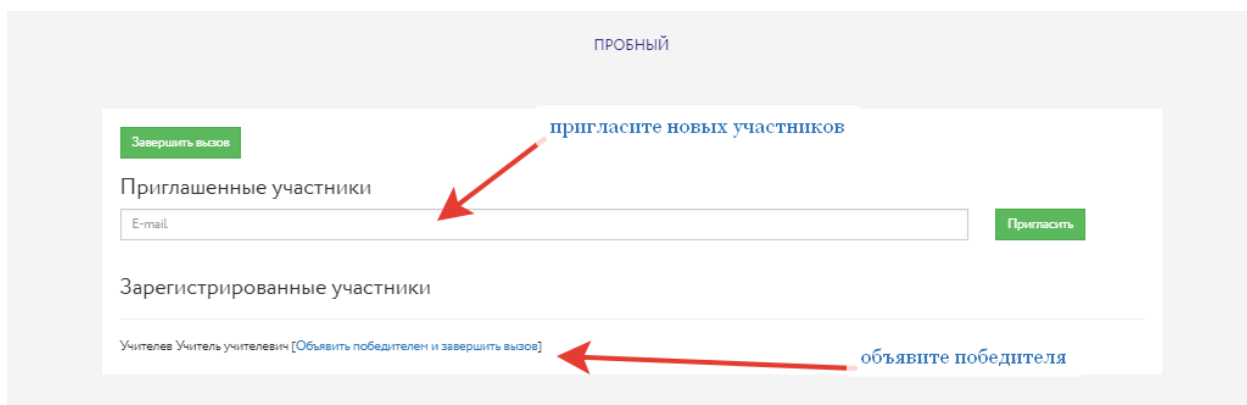 ПРОБНЫЙ
пригласите новых участников
Завершить вызов
Приглашенные участники
E-mail
Пригласить
Зарегистрированные участники
Учителев Учитель учителевич [Объявить победителем и завершить вызов]
объявите победителя